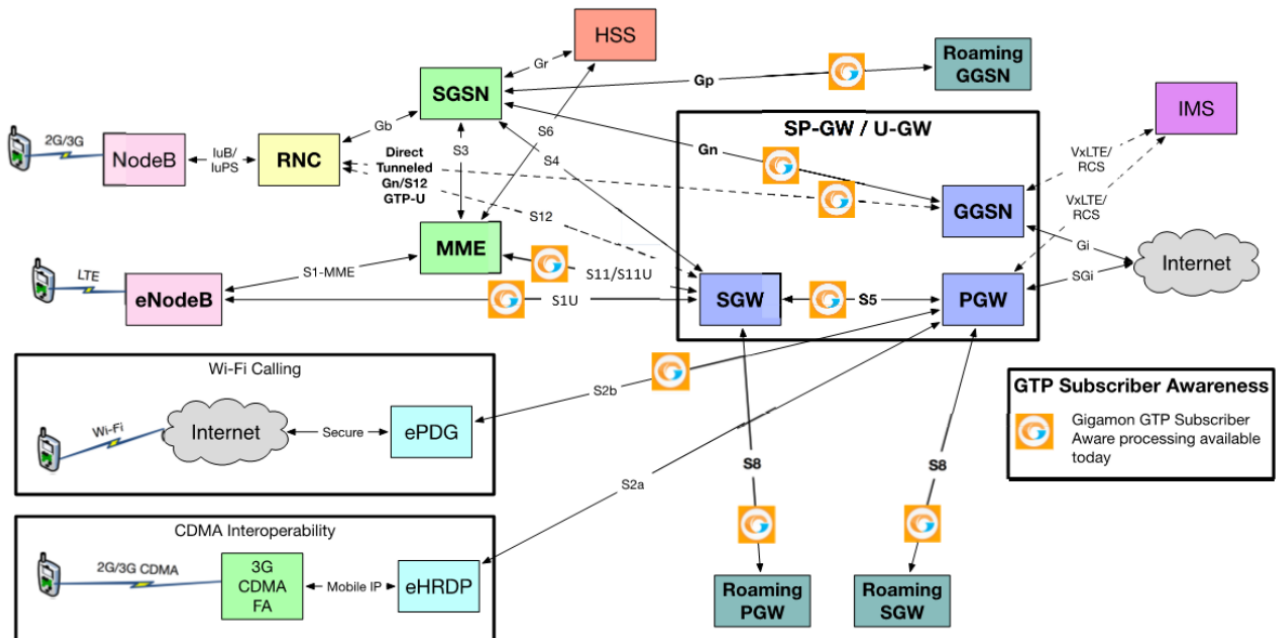 HSS
Roaming
GGSN
Gr
Gp
SGSN
SP-GW / U-GW
IMS
2G/3G
NodeB
IuB/
IuPS
RNC
Gb
S3
S6
S4
Gn
VxLTE/
RCS
Direct
Tunneled
Gn/S12
GTP-U
GGSN
VxLTE/
RCS
S12
MME
Gi
Internet
SGi
LTE
eNodeB
S1-MME
S11/S11U
S1U
SGW
S5
PGW
Wi-Fi Calling
Wi-Fi
Internet
Secure
ePDG
S2b
GTP Subscriber Awareness
Gigamon GTP Subscriber
Aware processing available
today
S8
S8
S2a
CDMA Interoperability
2G/3G CDMA
3G
CDMA
FA
Mobile IP
eHRDP
Roaming
PGW
Roaming
SGW